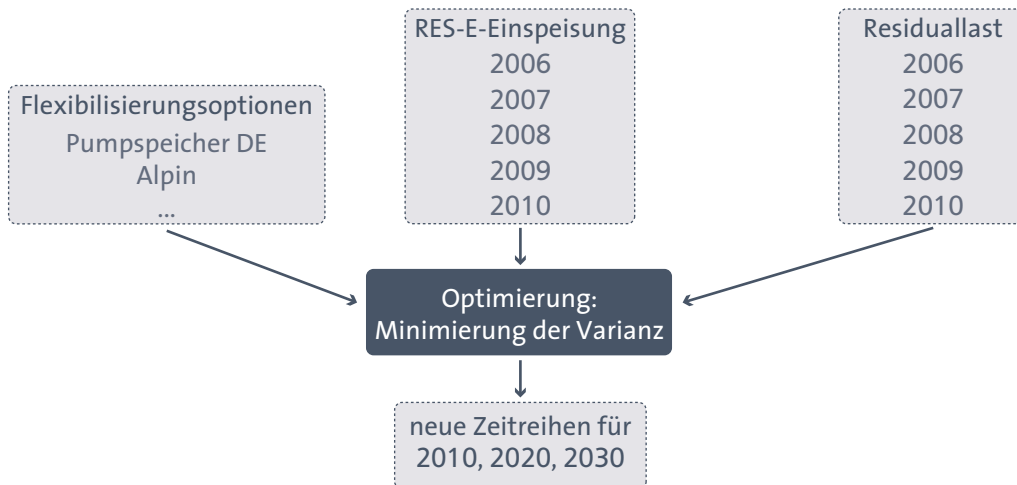 Flexibilisierungsoptionen
Pumpspeicher DE
Alpin
...
RES-E-Einspeisung
2006
2007
2008
2009
2010
Residuallast
2006
2007
2008
2009
2010
Optimierung:
Minimierung der Varianz
neue Zeitreihen für
2010, 2020, 2030